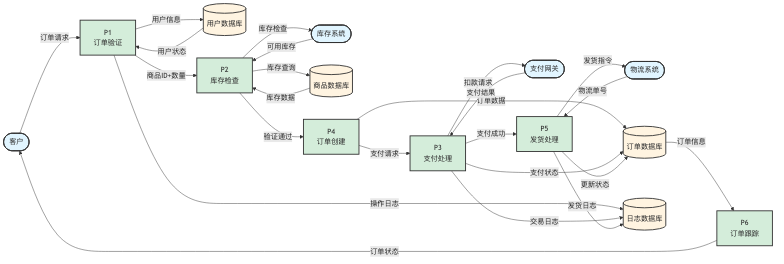 客户
订单请求
P1
订单验证
用户信息
用户状态
用户数据库
商品ID+数量
P2
库存检查
库存检查
可用库存
库存系统
库存查询
库存数据
商品数据库
验证通过
P4
订单创建
订单数据
支付请求
P3
支付处理
扣款请求
支付结果
支付网关
支付成功
P5
发货处理
发货指令
物流单号
物流系统
支付状态
更新状态
订单数据库
订单信息
操作日志
交易日志
发货日志
日志数据库
P6
订单跟踪
订单状态